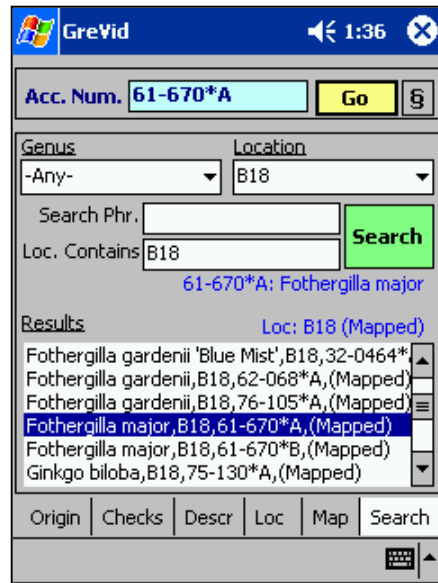 GreVid 1:36
Acc. Num. 61-670*A Go §
Genus Location
-Any- B18
Search Phr.
Loc. Contains B18 Search
61-670*A: Fothergilla major
Results Loc: B18 (Mapped)
Fothergilla gardenii 'Blue Mist',B18,32-0464*,
Fothergilla gardenii,B18,62-068*A,(Mapped)
Fothergilla gardenii,B18,76-105*A,(Mapped)
Fothergilla major,B18,61-670*A,(Mapped)
Fothergilla major,B18,61-670*B,(Mapped)
Ginkgo biloba,B18,75-130*A,(Mapped)
Origin Checks Descr Loc Map Search